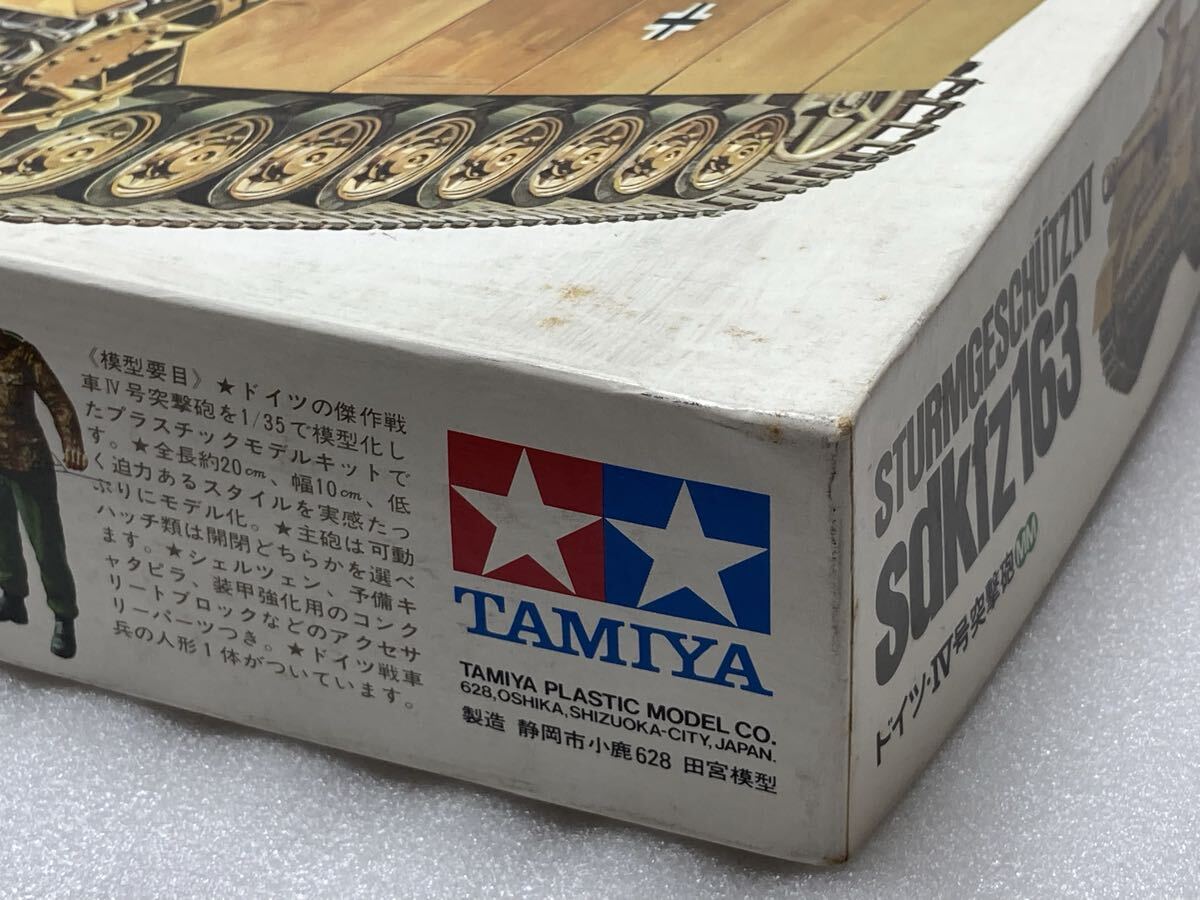 《模型要目》★ドイツの傑作戦
車Ⅳ号突撃砲を1/35で模型化し
たプラスチックモデルキットで
す。★全長約20cm、幅10cm、低
く迫力あるスタイルを実感たっ
ぷりにモデル化。★主砲は可動
ハッチ類は開閉どちらかを選べ
ます。★シェルツェン、予備キ
ャタピラ、装甲強化用のコンク
リートブロックなどのアクセサ
リーパーツつき。★ドイツ戦車
兵の人形1体がついています。
TAMIYA
TAMIYA PLASTIC MODEL CO.
628, OSHIKA, SHIZUOKA-CITY, JAPAN.
製造 静岡市小鹿628 田宮模型
STURMGESCHÜTZ IV
sdkfz163
ドイツ・Ⅳ号突撃砲 MM